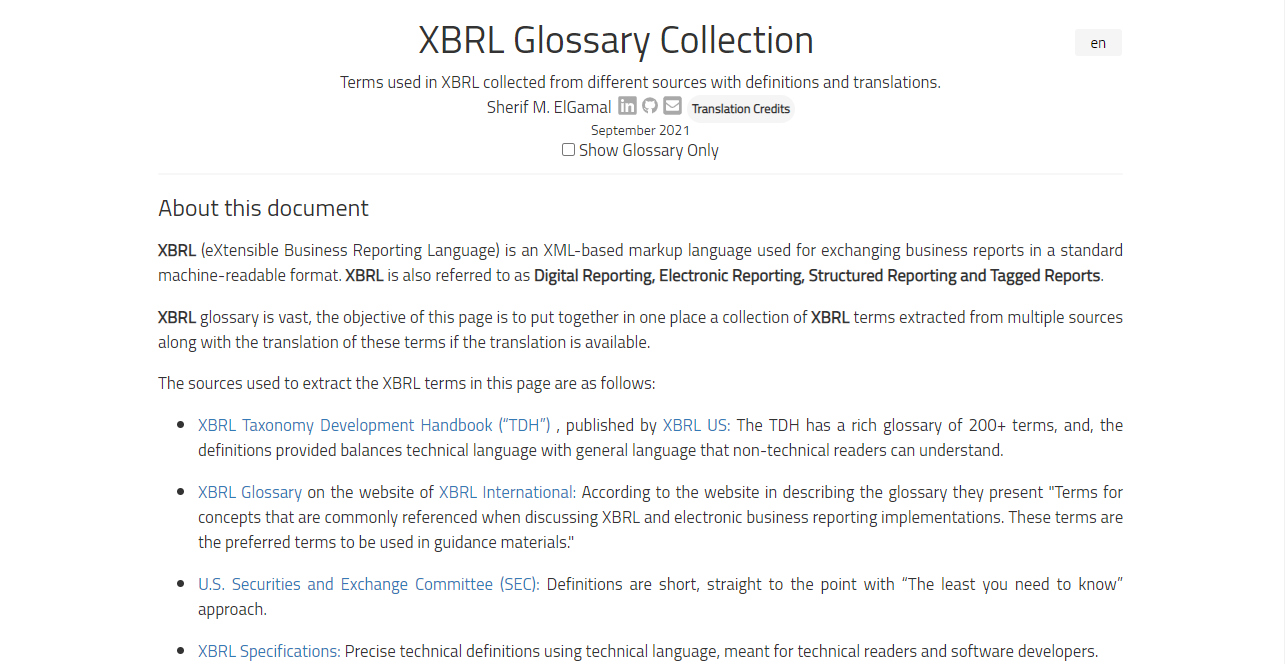 XBRL Glossary Collection
en
Terms used in XBRL collected from different sources with definitions and translations.
Sherif M. ElGamal in Translation Credits
September 2021
Show Glossary Only
About this document
XBRL (eXtensible Business Reporting Language) is an XML-based markup language used for exchanging business reports in a standard
machine-readable format. XBRL is also referred to as Digital Reporting, Electronic Reporting, Structured Reporting and Tagged Reports.
XBRL glossary is vast, the objective of this page is to put together in one place a collection of XBRL terms extracted from multiple sources
along with the translation of these terms if the translation is available.
The sources used to extract the XBRL terms in this page are as follows:
• XBRL Taxonomy Development Handbook (“TDH”) , published by XBRL US: The TDH has a rich glossary of 200+ terms, and, the
definitions provided balances technical language with general language that non-technical readers can understand.
• XBRL Glossary on the website of XBRL International: According to the website in describing the glossary they present "Terms for
concepts that are commonly referenced when discussing XBRL and electronic business reporting implementations. These terms are
the preferred terms to be used in guidance materials."
• U.S. Securities and Exchange Committee (SEC): Definitions are short, straight to the point with “The least you need to know”
approach.
• XBRL Specifications: Precise technical definitions using technical language, meant for technical readers and software developers.